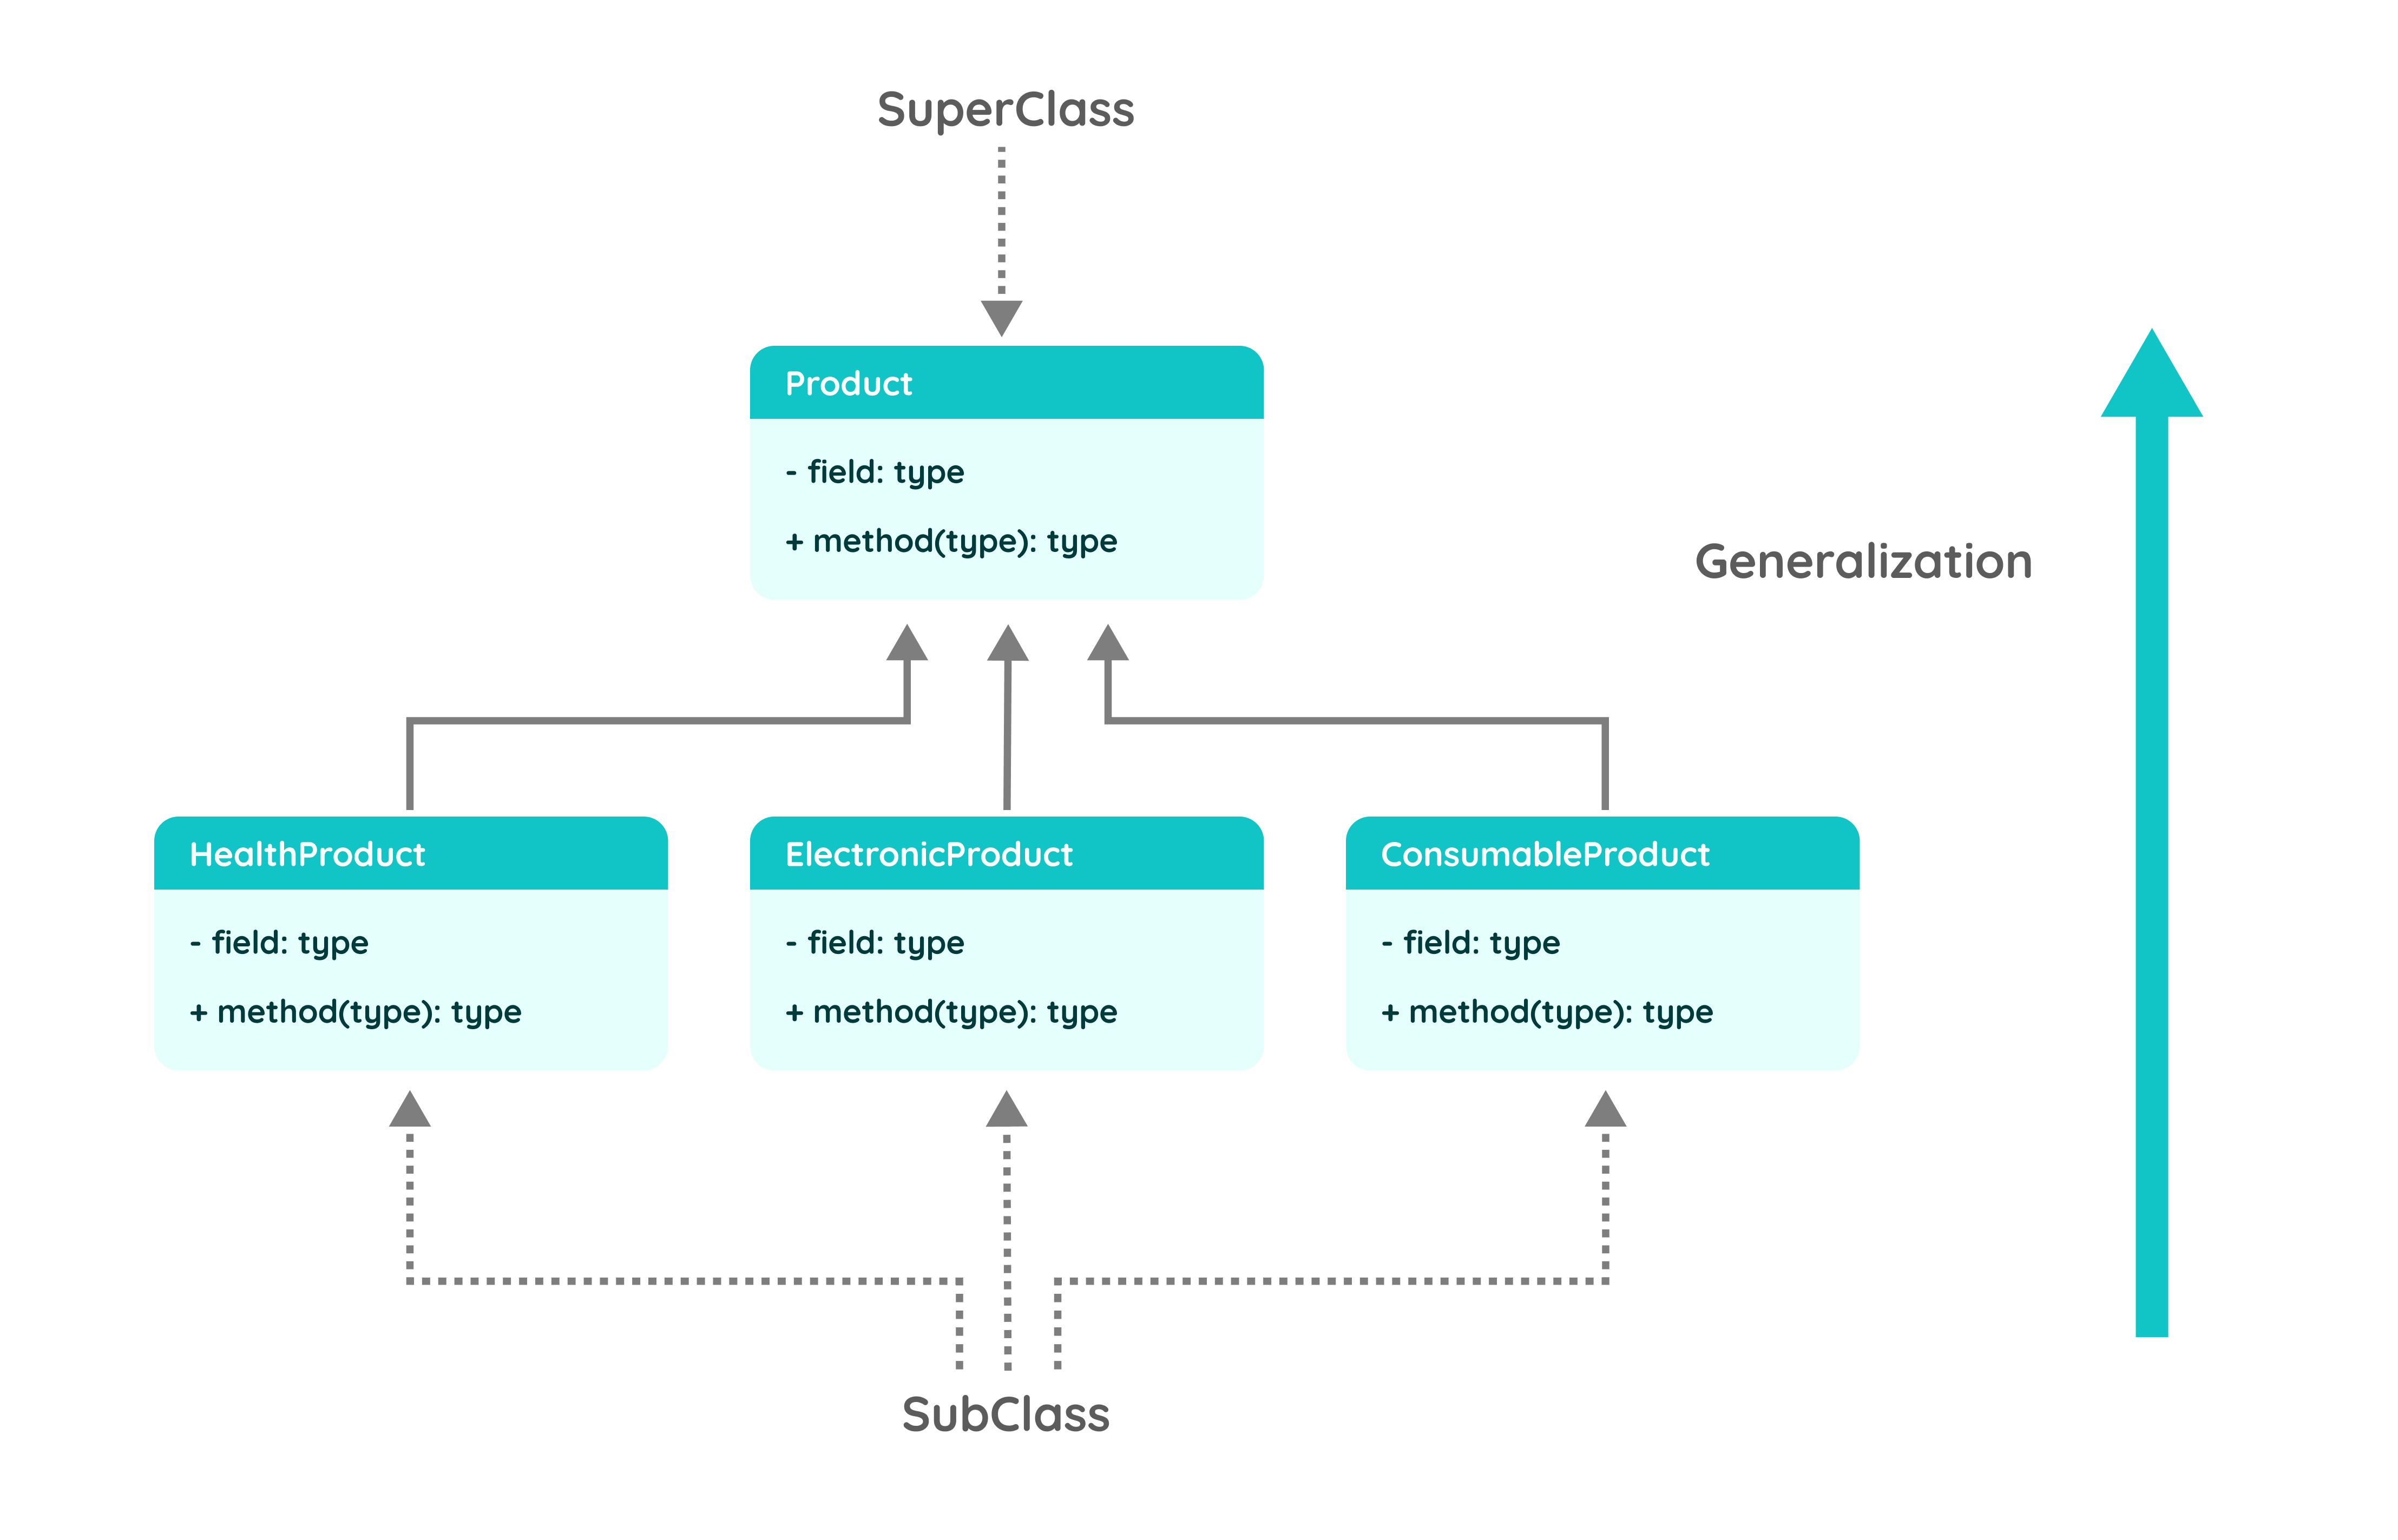 SuperClass
Product
- field: type
+ method(type): type
Generalization
HealthProduct
- field: type
+ method(type): type
ElectronicProduct
- field: type
+ method(type): type
ConsumableProduct
- field: type
+ method(type): type
SubClass